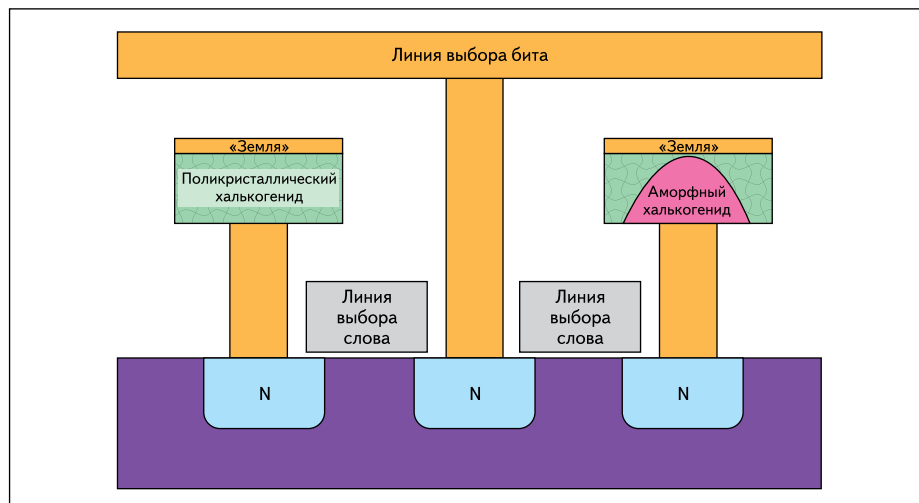 Линия выбора бита
«Земля»
Поликристаллический
халькогенид
«Земля»
Аморфный
халькогенид
Линия
выбора
слова
Линия
выбора
слова
N
N
N